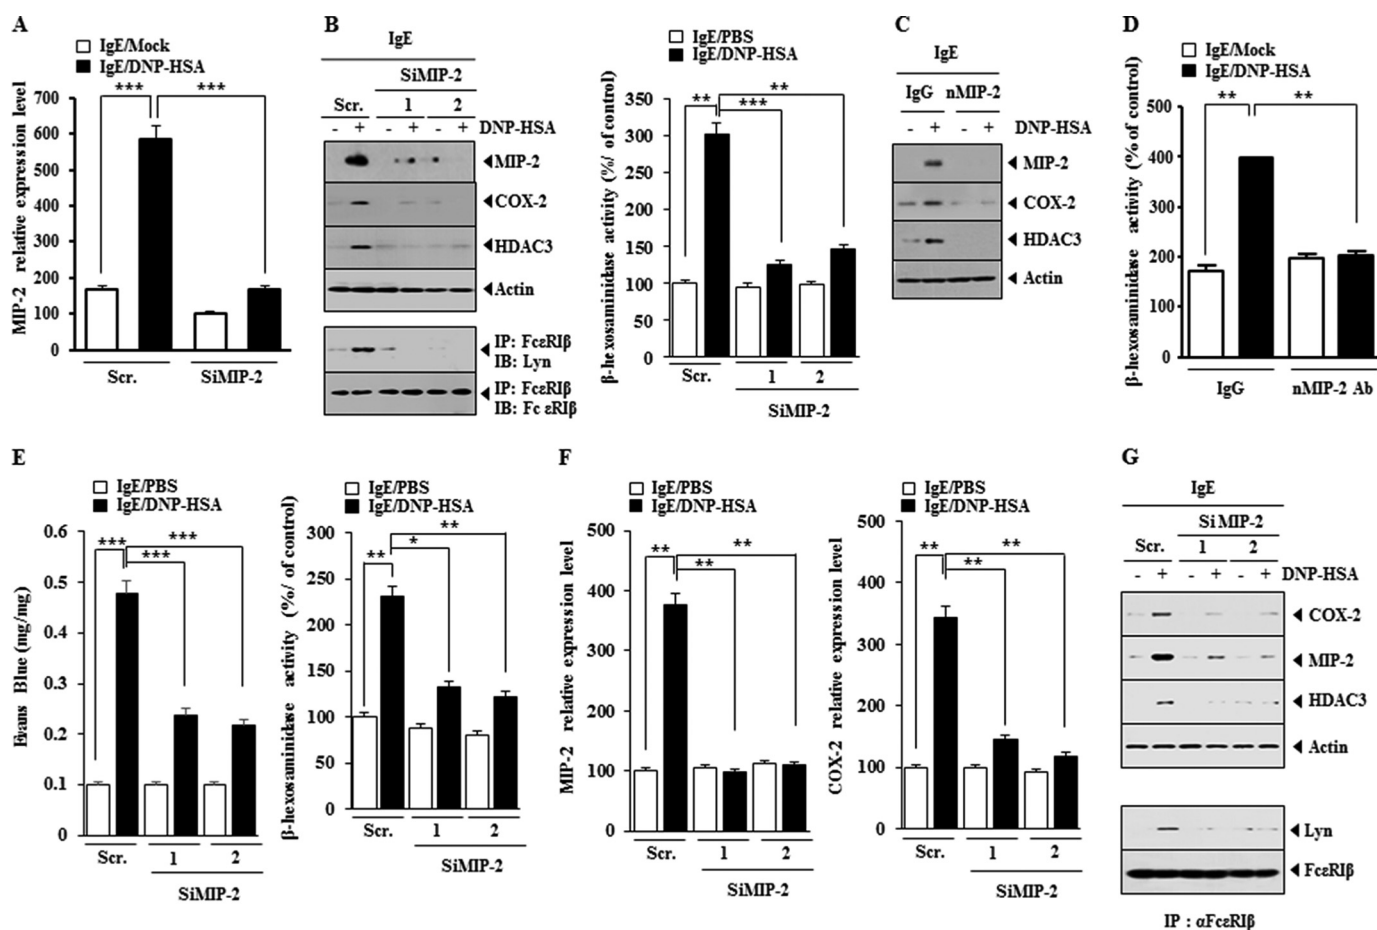 A
IgE/Mock
IgE/DNP-HSA
MIP-2 relative expression level
700
600
500
400
300
200
100
0
***
***
Scr.
SiMIP-2
B
IgE
SiMIP-2
Scr.
1
2
- + - + - +
DNP-HSA
MIP-2
COX-2
HDAC3
Actin
IP: FcεRIβ
IB: Lyn
IP: FcεRIβ
IB: Fc εRIβ
IgE/PBS
IgE/DNP-HSA
β-hexosaminidase activity (%/ of control)
350
300
250
200
150
100
50
0
**
***
**
Scr.
1
2
SiMIP-2
C
IgE
IgG nMIP-2
- + - +
DNP-HSA
MIP-2
COX-2
HDAC3
Actin
D
IgE/Mock
IgE/DNP-HSA
β-hexosaminidase activity (% of control)
500
400
300
200
100
0
**
**
IgG
nMIP-2 Ab
E
IgE/PBS
IgE/DNP-HSA
Evans Blue (mg/mg)
0.6
0.5
0.4
0.3
0.2
0.1
0
***
***
***
Scr.
1
2
SiMIP-2
IgE/PBS
IgE/DNP-HSA
β-hexosaminidase activity (%/ of control)
300
250
200
150
100
50
0
**
*
**
Scr.
1
2
SiMIP-2
F
IgE/PBS
IgE/DNP-HSA
MIP-2 relative expression level
500
400
300
200
100
0
**
**
**
Scr.
1
2
SiMIP-2
IgE/PBS
IgE/DNP-HSA
COX-2 relative expression level
500
400
300
200
100
0
**
**
**
Scr.
1
2
SiMIP-2
G
IgE
SiMIP-2
Scr.
1
2
- + - + - +
DNP-HSA
COX-2
MIP-2
HDAC3
Actin
Lyn
FcεRIβ
IP : αFcεRIβ